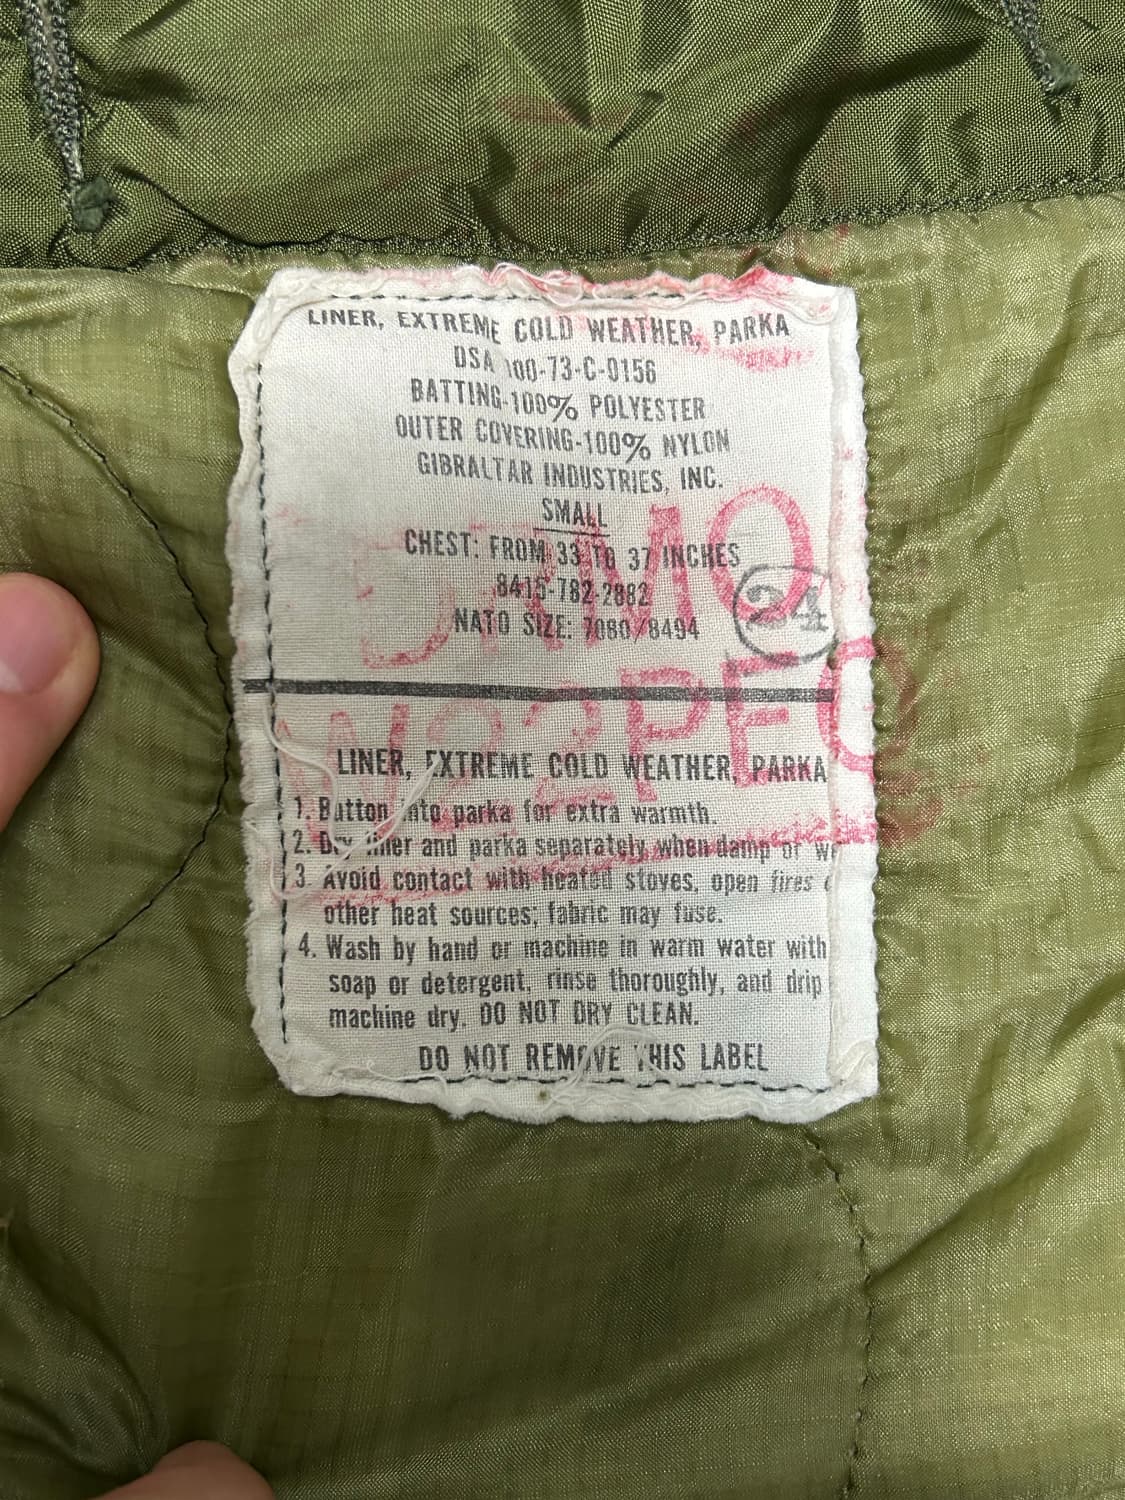 LINER, EXTREME COLD WEATHER, PARKA
DSA 100-73-C-0156
BATTING-100% POLYESTER
OUTER COVERING-100% NYLON
GIBRALTAR INDUSTRIES, INC.
SMALL
CHEST: FROM 33 TO 37 INCHES
8415-782-2882
NATO SIZE: 7080/8494
24
DRMO
W22PEQ
LINER, EXTREME COLD WEATHER, PARKA
1. Button into parka for extra warmth.
2. Dry liner and parka separately when damp or
3. Avoid contact with heated stoves, open fires
other heat sources; fabric may fuse.
4. Wash by hand or machine in warm water with
soap or detergent, rinse thoroughly, and drip
machine dry. DO NOT DRY CLEAN.
DO NOT REMOVE THIS LABEL